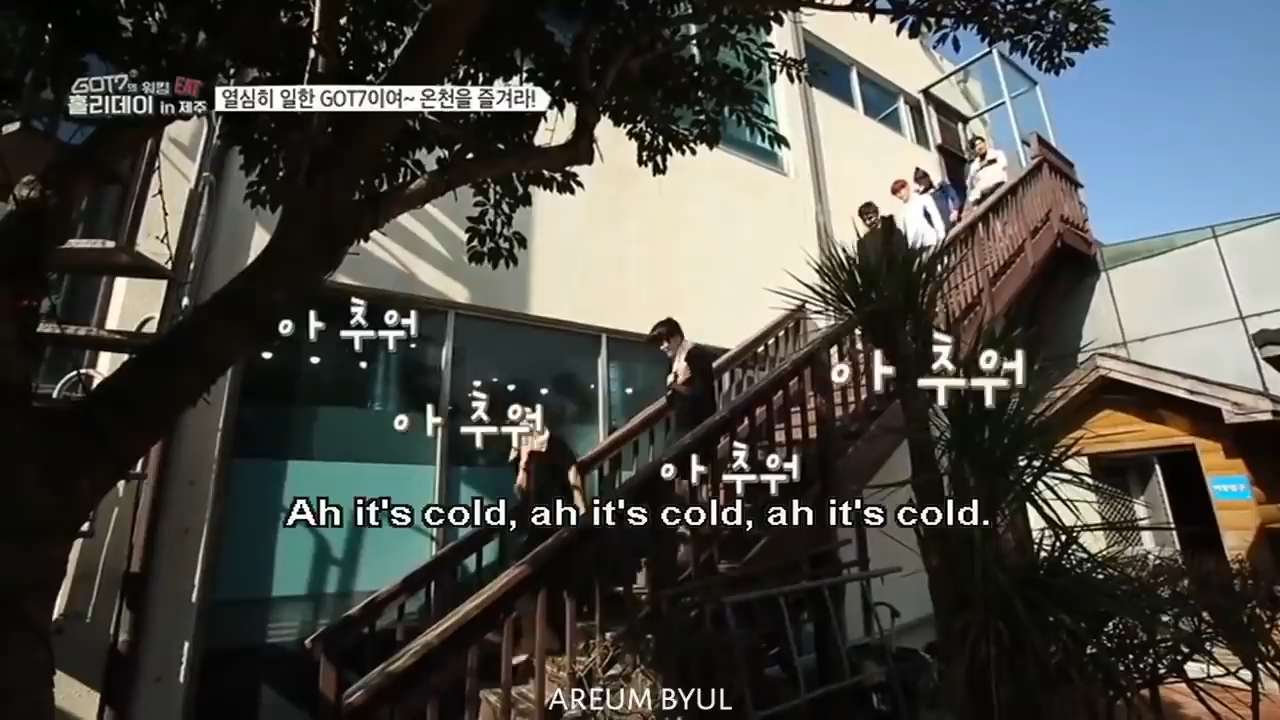 GOT7의 워킹 EAT
홀리데이 in 제주
열심히 일한 GOT7이여~ 온천을 즐겨라!
아 추워
아 추워
아 추워
아 추워
Ah it's cold, ah it's cold, ah it's cold.
AREUM BYUL